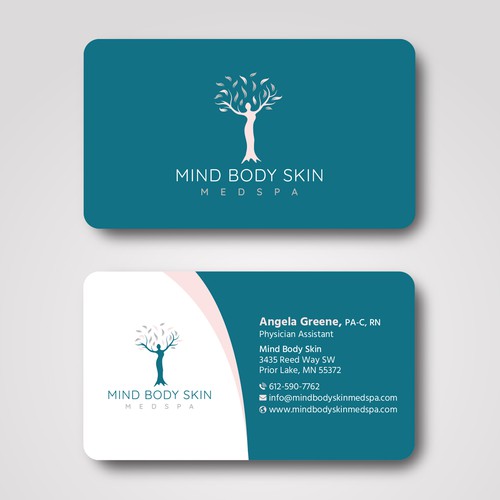 MIND BODY SKIN
MEDSPA
MIND BODY SKIN
MEDSPA
Angela Greene, PA-C, RN
Physician Assistant
Mind Body Skin
3435 Reed Way SW
Prior Lake, MN 55372
612-590-7762
info@mindbodyskinmedspa.com
www.mindbodyskinmedspa.com